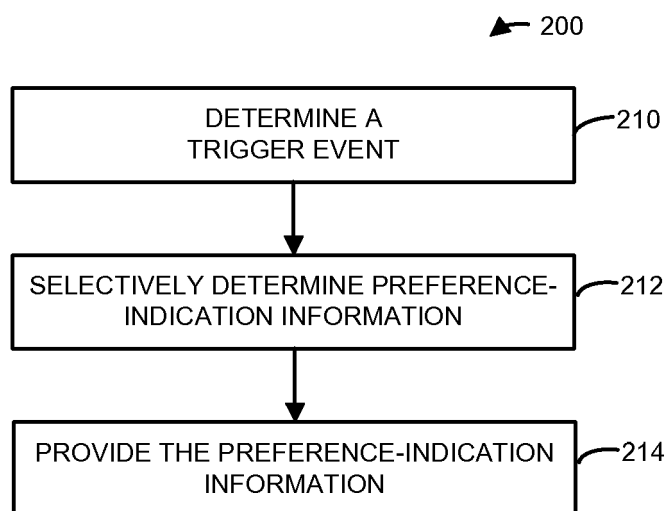 200
DETERMINE A
TRIGGER EVENT
210
SELECTIVELY DETERMINE PREFERENCE-
INDICATION INFORMATION
212
PROVIDE THE PREFERENCE-INDICATION
INFORMATION
214